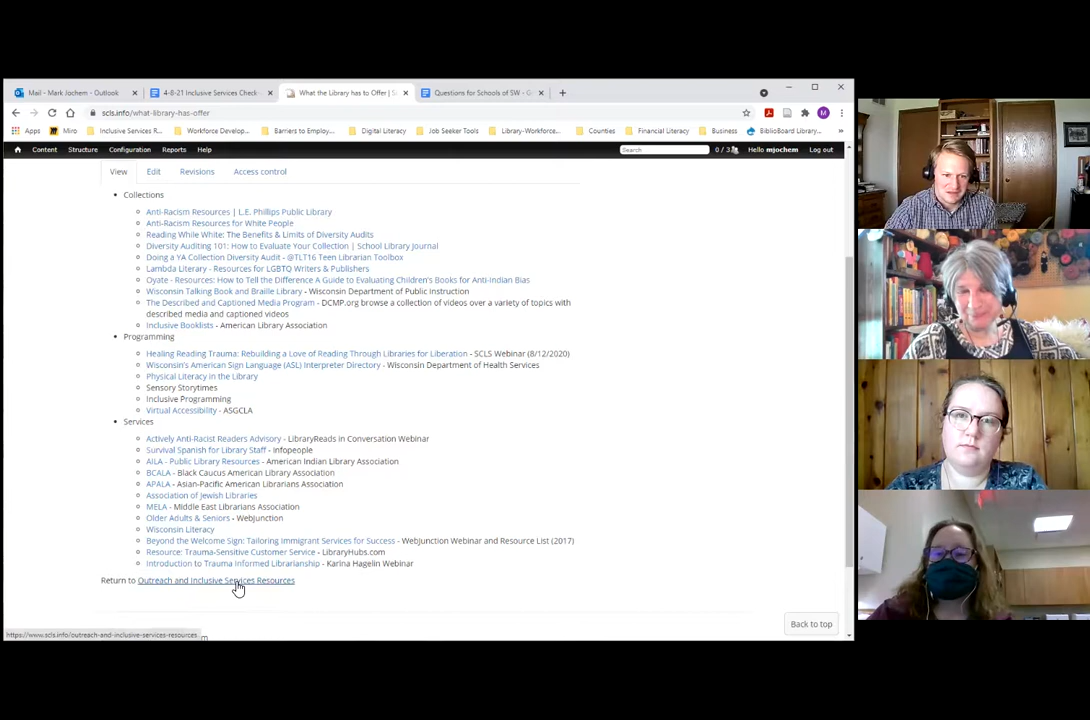 Mail - Mark Jochem - Outlook
4-8-21 Inclusive Services Check
What the Library has to Offer | S
Questions for Schools of SW - G
scls.info/what-library-has-offer
Apps
Miro
Inclusive Services R...
Workforce Develop...
Barriers to Employ...
Digital Literacy
Job Seeker Tools
Library-Workforce...
Counties
Financial Literacy
Business
BiblioBoard Library...
Content Structure Configuration Reports Help
Search
Hello mjochem Log out
View Edit Revisions Access control
Collections
Anti-Racism Resources | L.E. Phillips Public Library
Anti-Racism Resources for White People
Reading While White: The Benefits & Limits of Diversity Audits
Diversity Auditing 101: How to Evaluate Your Collection | School Library Journal
Doing a YA Collection Diversity Audit - @TLT16 Teen Librarian Toolbox
Lambda Literary - Resources for LGBTQ Writers & Publishers
Oyate - Resources: How to Tell the Difference A Guide to Evaluating Children's Books for Anti-Indian Bias
Wisconsin Talking Book and Braille Library - Wisconsin Department of Public Instruction
The Described and Captioned Media Program - DCMP.org browse a collection of videos over a variety of topics with
described media and captioned videos
Inclusive Booklists - American Library Association
Programming
Healing Reading Trauma: Rebuilding a Love of Reading Through Libraries for Liberation - SCLS Webinar (8/12/2020)
Wisconsin's American Sign Language (ASL) Interpreter Directory - Wisconsin Department of Health Services
Physical Literacy in the Library
Sensory Storytimes
Inclusive Programming
Virtual Accessibility - ASGCLA
Services
Actively Anti-Racist Readers Advisory - LibraryReads in Conversation Webinar
Survival Spanish for Library Staff - Infopeople
AILA - Public Library Resources - American Indian Library Association
BCALA - Black Caucus American Library Association
APALA - Asian-Pacific American Librarians Association
Association of Jewish Libraries
MELA - Middle East Librarians Association
Older Adults & Seniors - Webjunction
Wisconsin Literacy
Beyond the Welcome Sign: Tailoring Immigrant Services for Success - WebJunction Webinar and Resource List (2017)
Resource: Trauma-Sensitive Customer Service - LibraryHubs.com
Introduction to Trauma Informed Librarianship - Karina Hagelin Webinar
Return to Outreach and Inclusive Services Resources
Back to top
https://www.scls.info/outreach-and-inclusive-services-resources